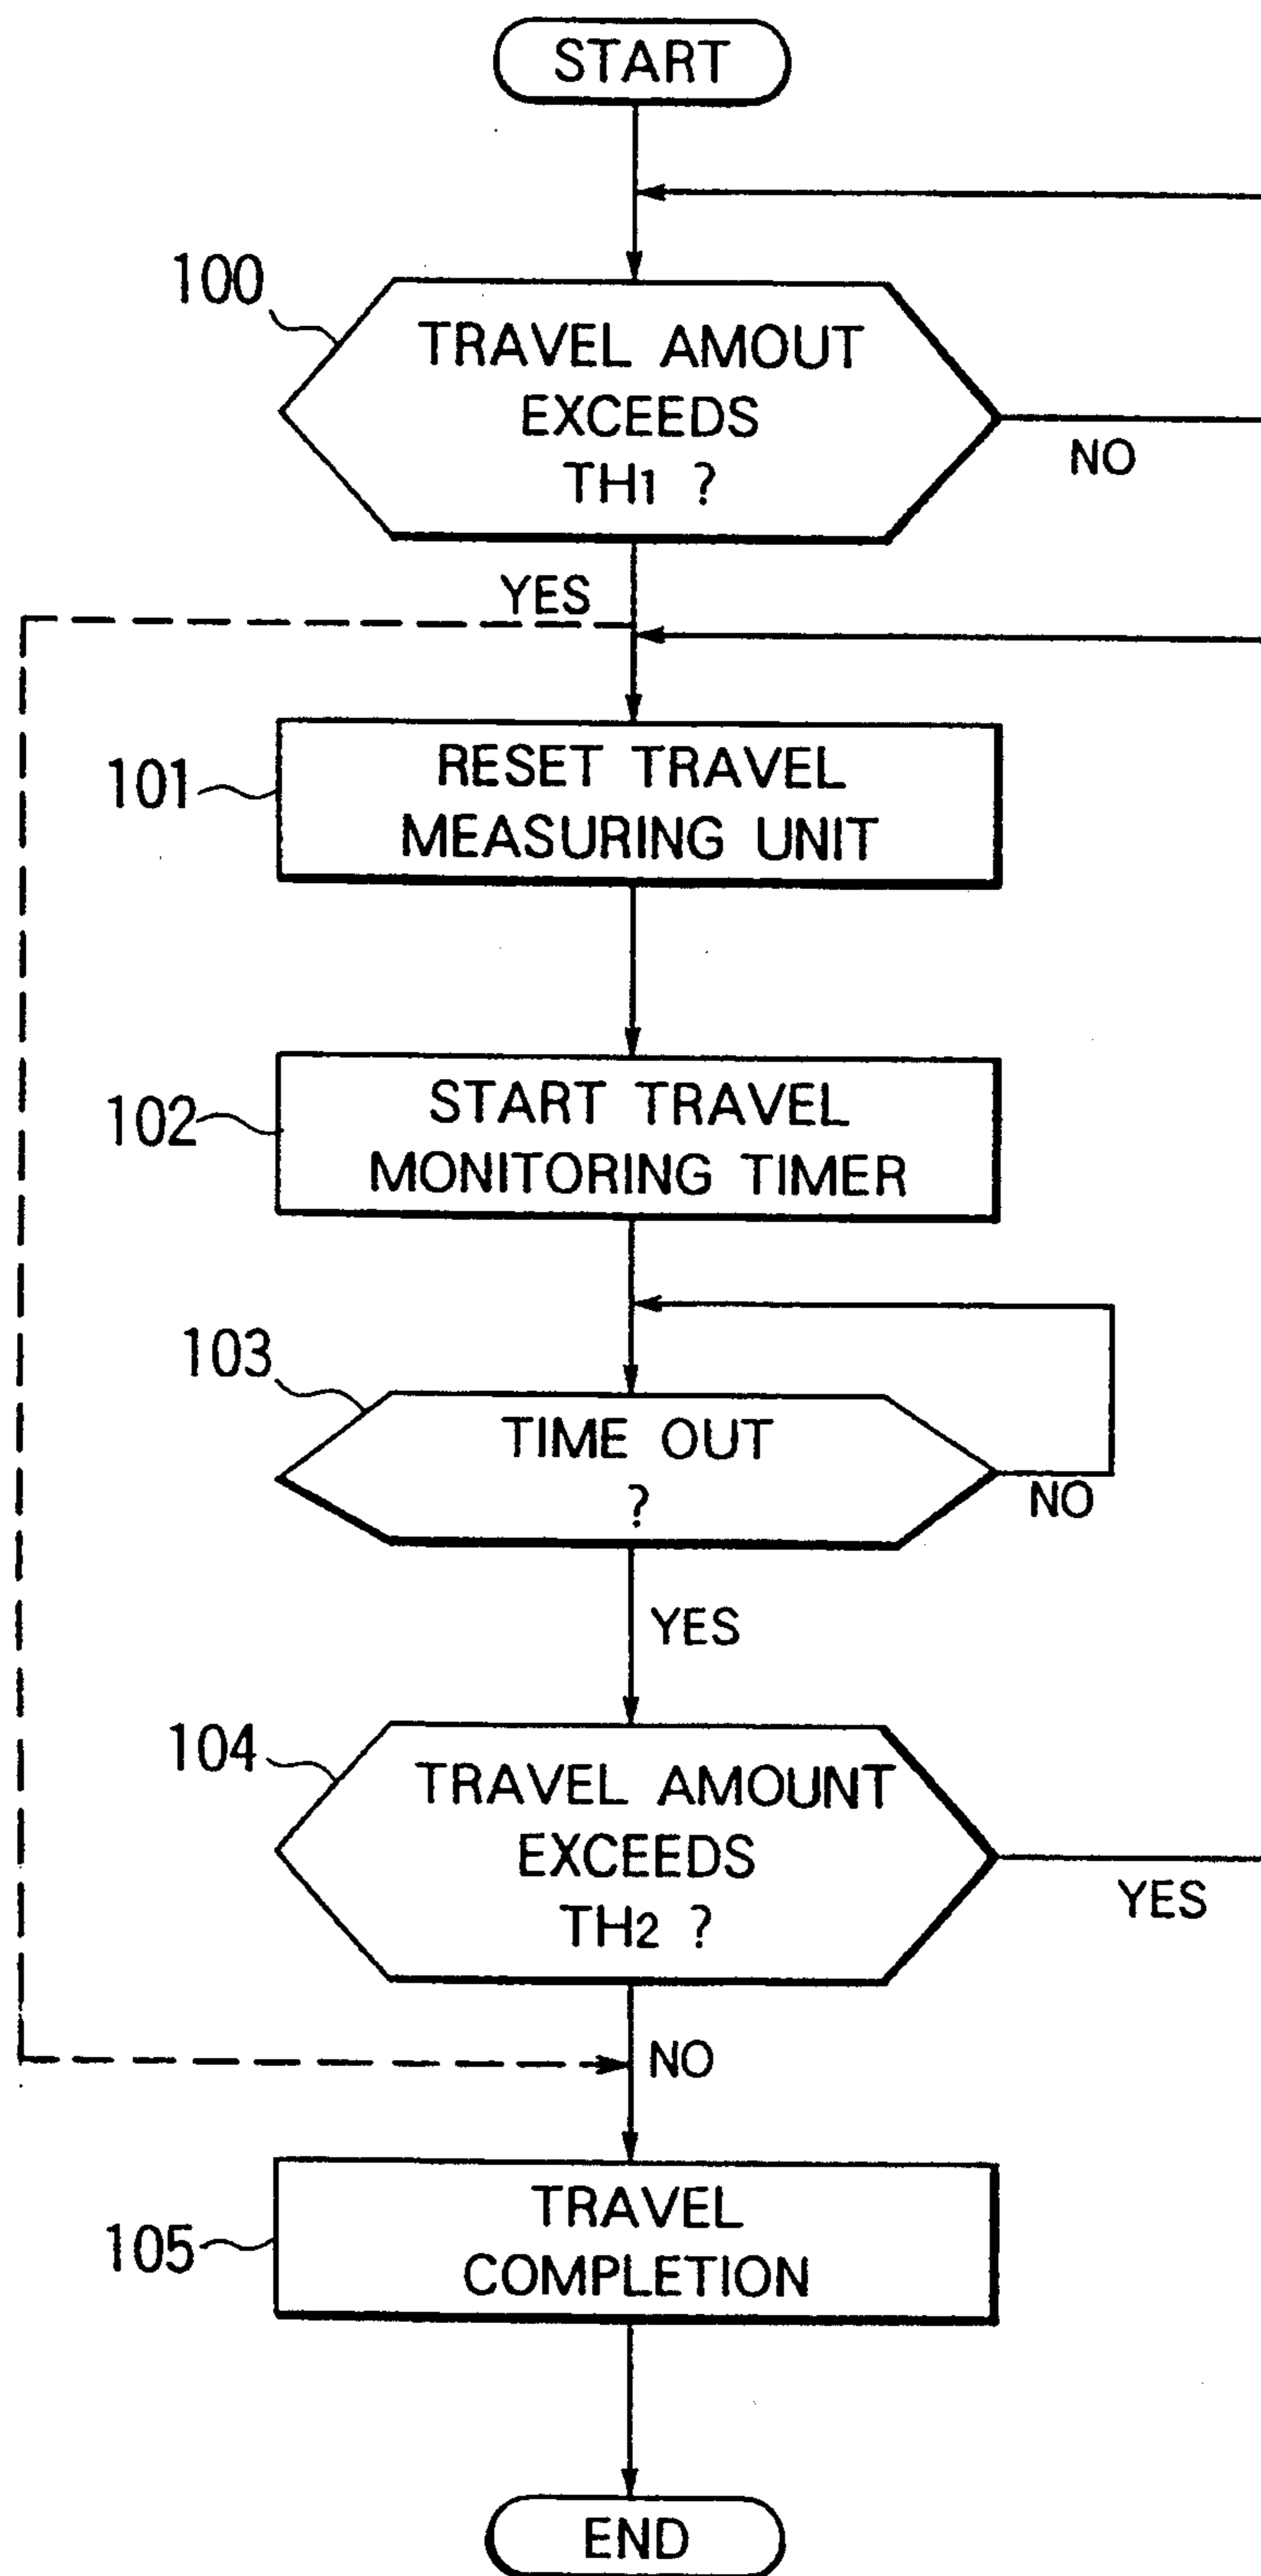 START
100
TRAVEL AMOUT
EXCEEDS
TH1 ?
NO
YES
101
RESET TRAVEL
MEASURING UNIT
102
START TRAVEL
MONITORING TIMER
103
TIME OUT
?
NO
YES
104
TRAVEL AMOUNT
EXCEEDS
TH2 ?
YES
NO
105
TRAVEL
COMPLETION
END